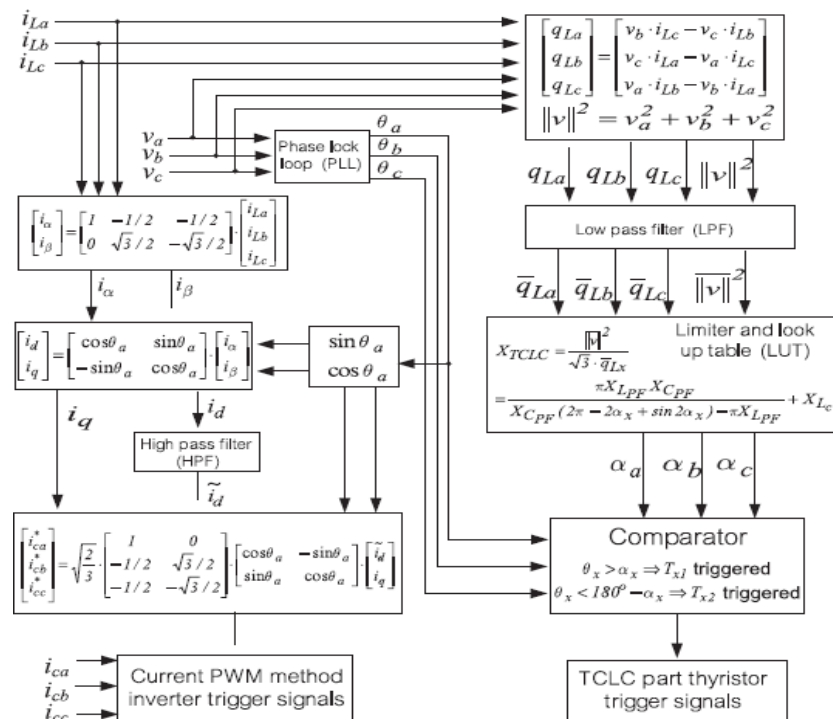 i_La
i_Lb
i_Lc
[q_La q_Lb q_Lc] = [v_b · i_Lc − v_c · i_Lb
v_c · i_La − v_a · i_Lc
v_a · i_Lb − v_b · i_La]
‖v‖² = v_a² + v_b² + v_c²
v_a
v_b
v_c
Phase lock
loop (PLL)
θ_a
θ_b
θ_c
q_La q_Lb q_Lc ‖v‖²
[i_α i_β] = [1 −1/2 −1/2
0 √3/2 −√3/2] · [i_La i_Lb i_Lc]
Low pass filter (LPF)
i_α i_β
q̅_La q̅_Lb q̅_Lc ‖v‖̅²
[i_d i_q] = [cosθ_a sinθ_a
−sinθ_a cosθ_a] · [i_α i_β]
sin θ_a
cos θ_a
Limiter and look
up table (LUT)
X_TCLC = ‖v̅‖² / (√3 · q̅_Lx)
= πX_L_PF X_C_PF / (X_C_PF (2π − 2α_x + sin 2α_x) − πX_L_PF) + X_L_c
i_q i_d
High pass filter
(HPF)
ĩ_d
α_a α_b α_c
[i*_ca i*_cb i*_cc] = √(2/3) · [1 0
−1/2 √3/2
−1/2 −√3/2] · [cosθ_a −sinθ_a
sinθ_a cosθ_a] · [ĩ_d i_q]
Comparator
θ_x > α_x ⇒ T_x1 triggered
θ_x < 180° − α_x ⇒ T_x2 triggered
i_ca
i_cb
i_cc
Current PWM method
inverter trigger signals
TCLC part thyristor
trigger signals